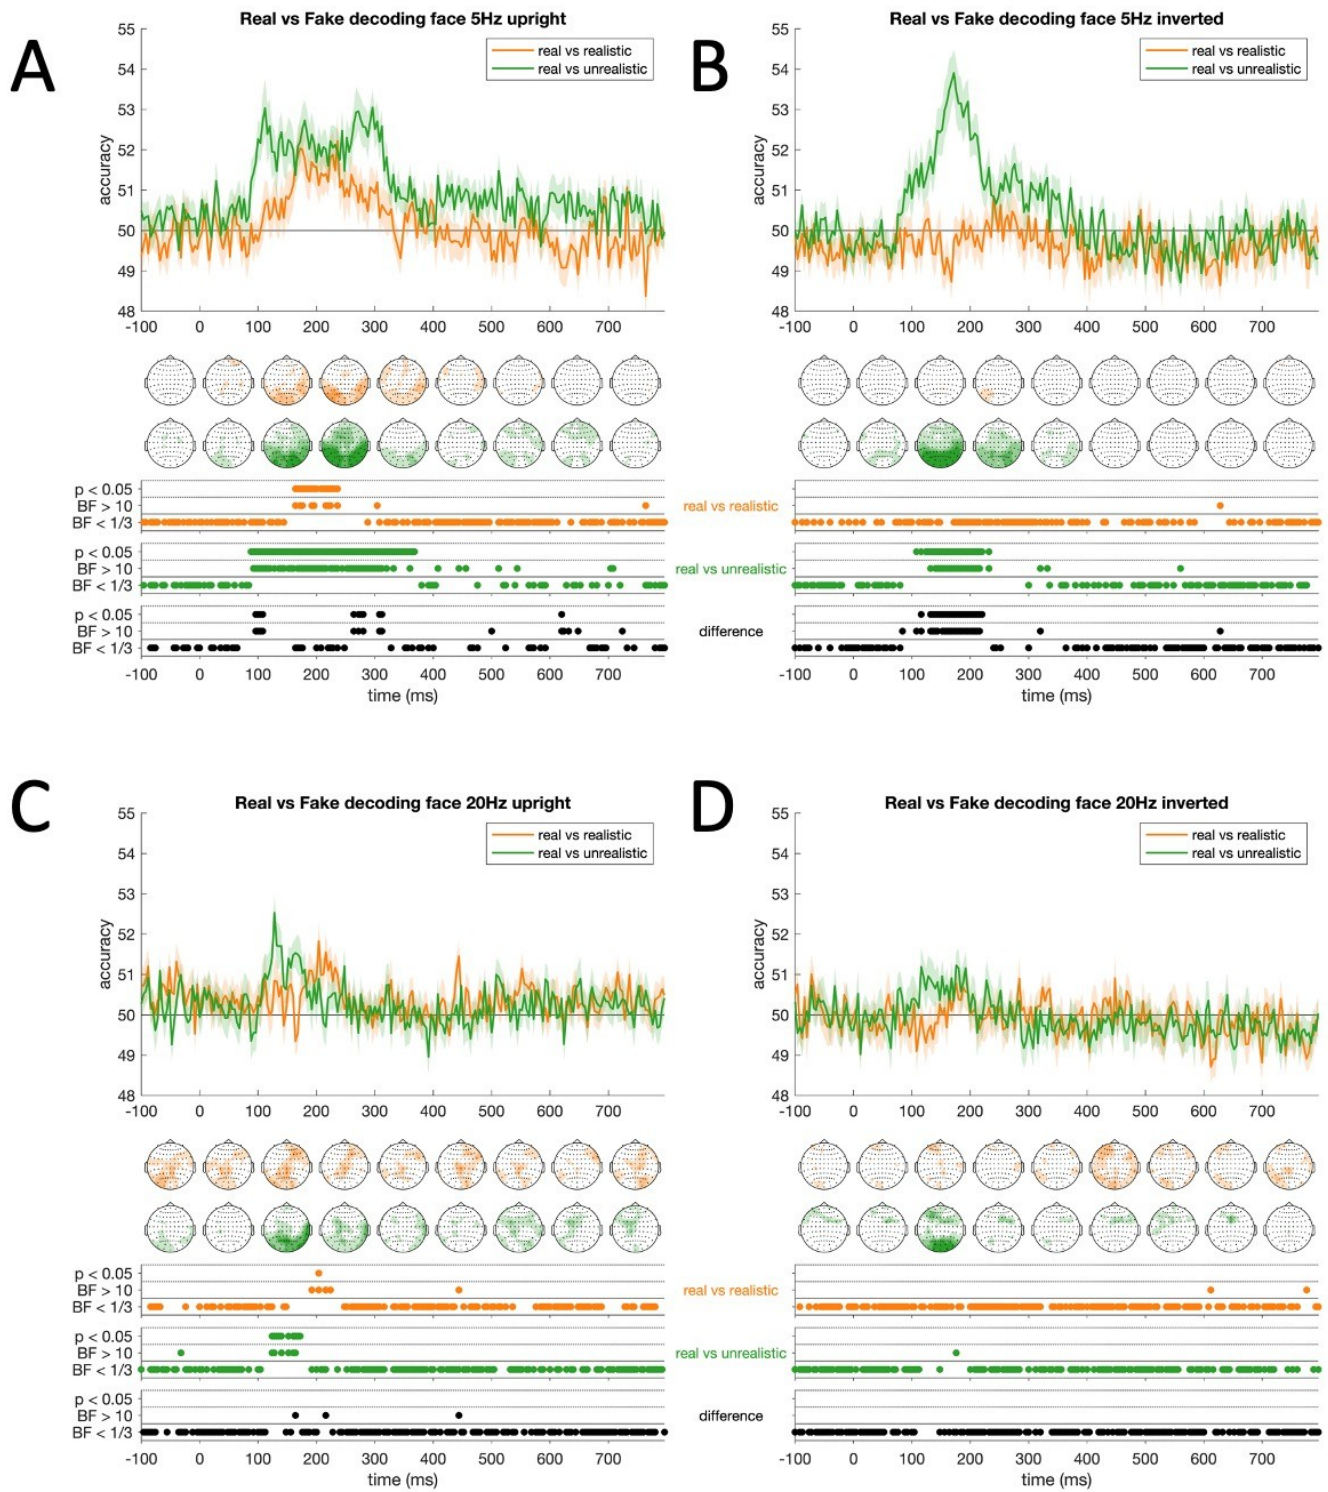 A
Real vs Fake decoding face 5Hz upright
real vs realistic
real vs unrealistic
accuracy
55
54
53
52
51
50
49
48
-100 0 100 200 300 400 500 600 700
p < 0.05
BF > 10
BF < 1/3
p < 0.05
BF > 10
BF < 1/3
p < 0.05
BF > 10
BF < 1/3
-100 0 100 200 300 400 500 600 700
time (ms)
B
Real vs Fake decoding face 5Hz inverted
real vs realistic
real vs unrealistic
accuracy
55
54
53
52
51
50
49
48
-100 0 100 200 300 400 500 600 700
real vs realistic
real vs unrealistic
difference
-100 0 100 200 300 400 500 600 700
time (ms)
C
Real vs Fake decoding face 20Hz upright
real vs realistic
real vs unrealistic
accuracy
55
54
53
52
51
50
49
48
-100 0 100 200 300 400 500 600 700
p < 0.05
BF > 10
BF < 1/3
p < 0.05
BF > 10
BF < 1/3
p < 0.05
BF > 10
BF < 1/3
-100 0 100 200 300 400 500 600 700
time (ms)
D
Real vs Fake decoding face 20Hz inverted
real vs realistic
real vs unrealistic
accuracy
55
54
53
52
51
50
49
48
-100 0 100 200 300 400 500 600 700
real vs realistic
real vs unrealistic
difference
-100 0 100 200 300 400 500 600 700
time (ms)